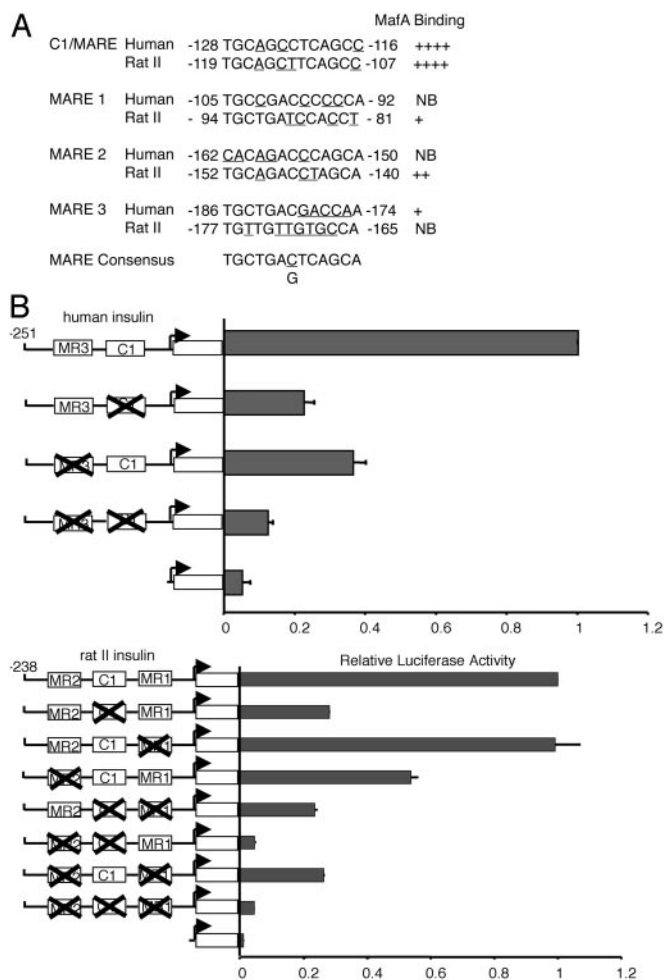 A
MafA Binding
C1/MARE Human -128 TGCAGCCTCAGCC -116 ++++
Rat II -119 TGCAGCTTCAGCC -107 ++++
MARE 1 Human -105 TGCCGACCCCCCA - 92 NB
Rat II - 94 TGCTGATCCACCT - 81 +
MARE 2 Human -162 CACAGACCCAGCA -150 NB
Rat II -152 TGCAGACCTAGCA -140 ++
MARE 3 Human -186 TGCTGACGACCAA -174 +
Rat II -177 TGTTGTTGTGCCA -165 NB
MARE Consensus TGCTGACTCAGCA
G
B
human insulin
-251
MR3 C1
MR3
C1
0 0.2 0.4 0.6 0.8 1 1.2
rat II insulin
Relative Luciferase Activity
-238
MR2 C1 MR1
MR2 MR1
MR2 C1
C1 MR1
MR2
MR1
C1
0 0.2 0.4 0.6 0.8 1 1.2